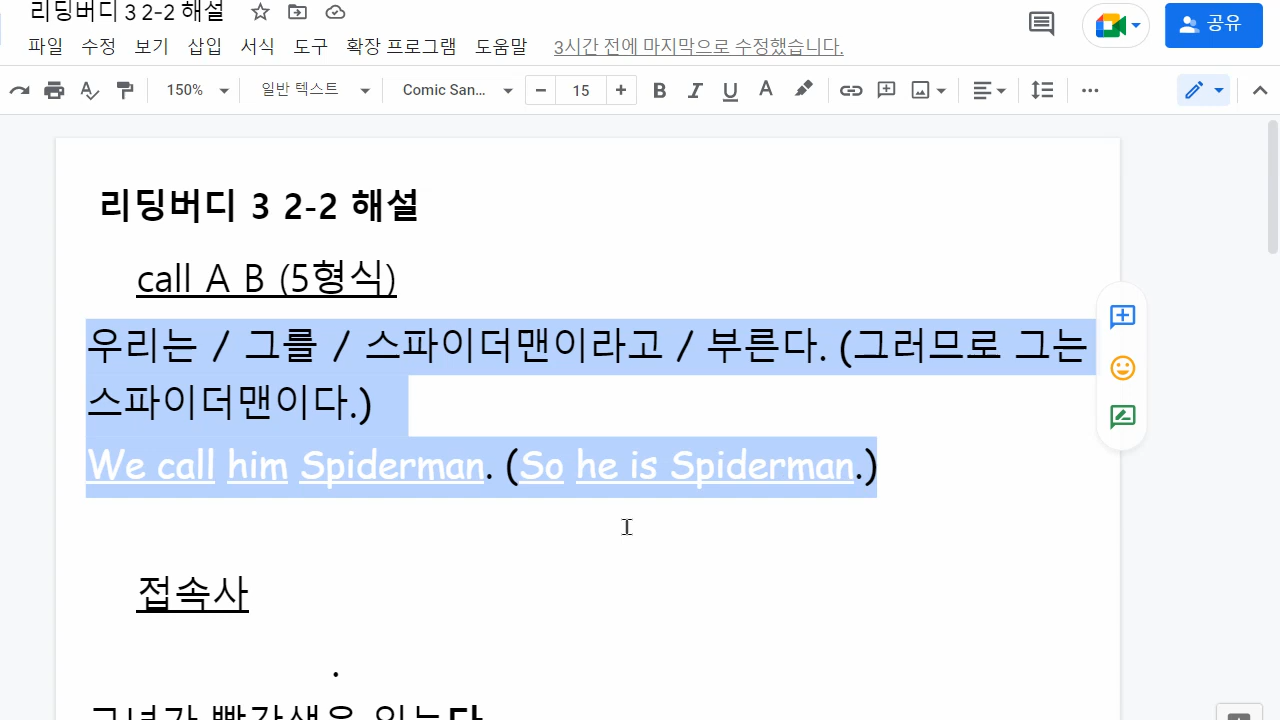 리딩버디 3 2-2 해설
파일 수정 보기 삽입 서식 도구 확장 프로그램 도움말 3시간 전에 마지막으로 수정했습니다.
공유
150% 일반 텍스트 Comic San... 15 B I U A
리딩버디 3 2-2 해설
call A B (5형식)
우리는 / 그를 / 스파이더맨이라고 / 부른다. (그러므로 그는
스파이더맨이다.)
We call him Spiderman. (So he is Spiderman.)
접속사
.